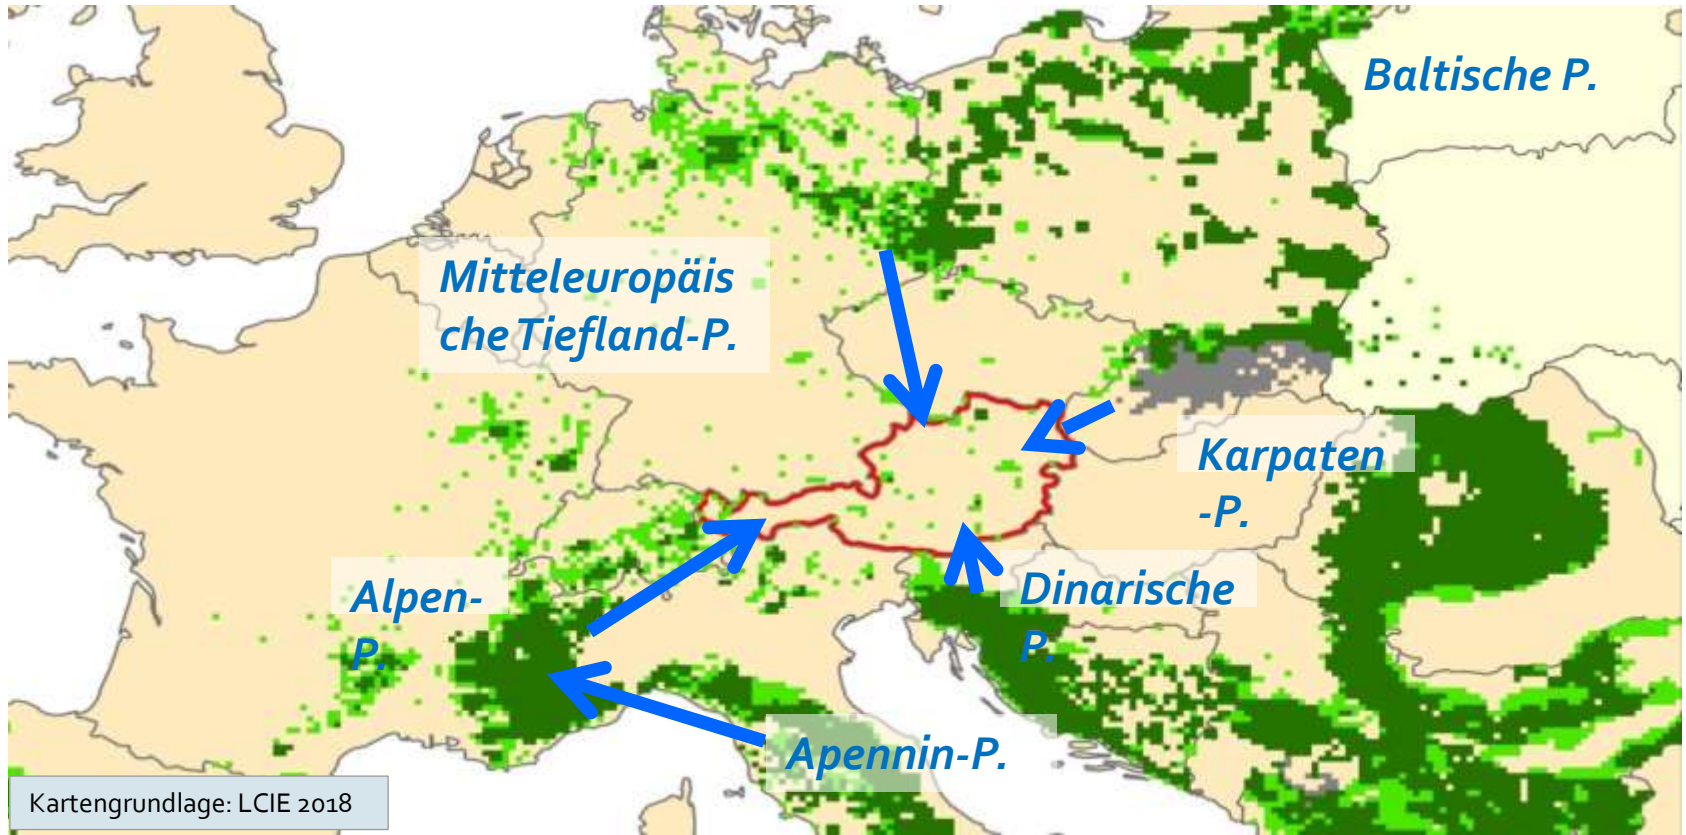 Baltische P.
Mitteleuropäis
che Tiefland-P.
Karpaten
-P.
Alpen-
P.
Dinarische
P.
Apennin-P.
Kartengrundlage: LCIE 2018